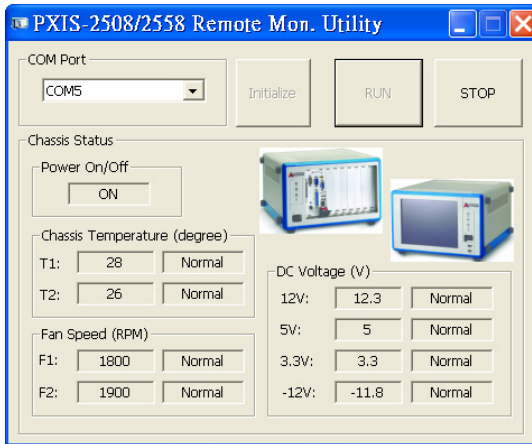 PXIS-2508/2558 Remote Mon. Utility
COM Port
COM5
Initialize
RUN
STOP
Chassis Status
Power On/Off
ON
Chassis Temperature (degree)
T1: 28 Normal
T2: 26 Normal
Fan Speed (RPM)
F1: 1800 Normal
F2: 1900 Normal
DC Voltage (V)
12V: 12.3 Normal
5V: 5 Normal
3.3V: 3.3 Normal
-12V: -11.8 Normal